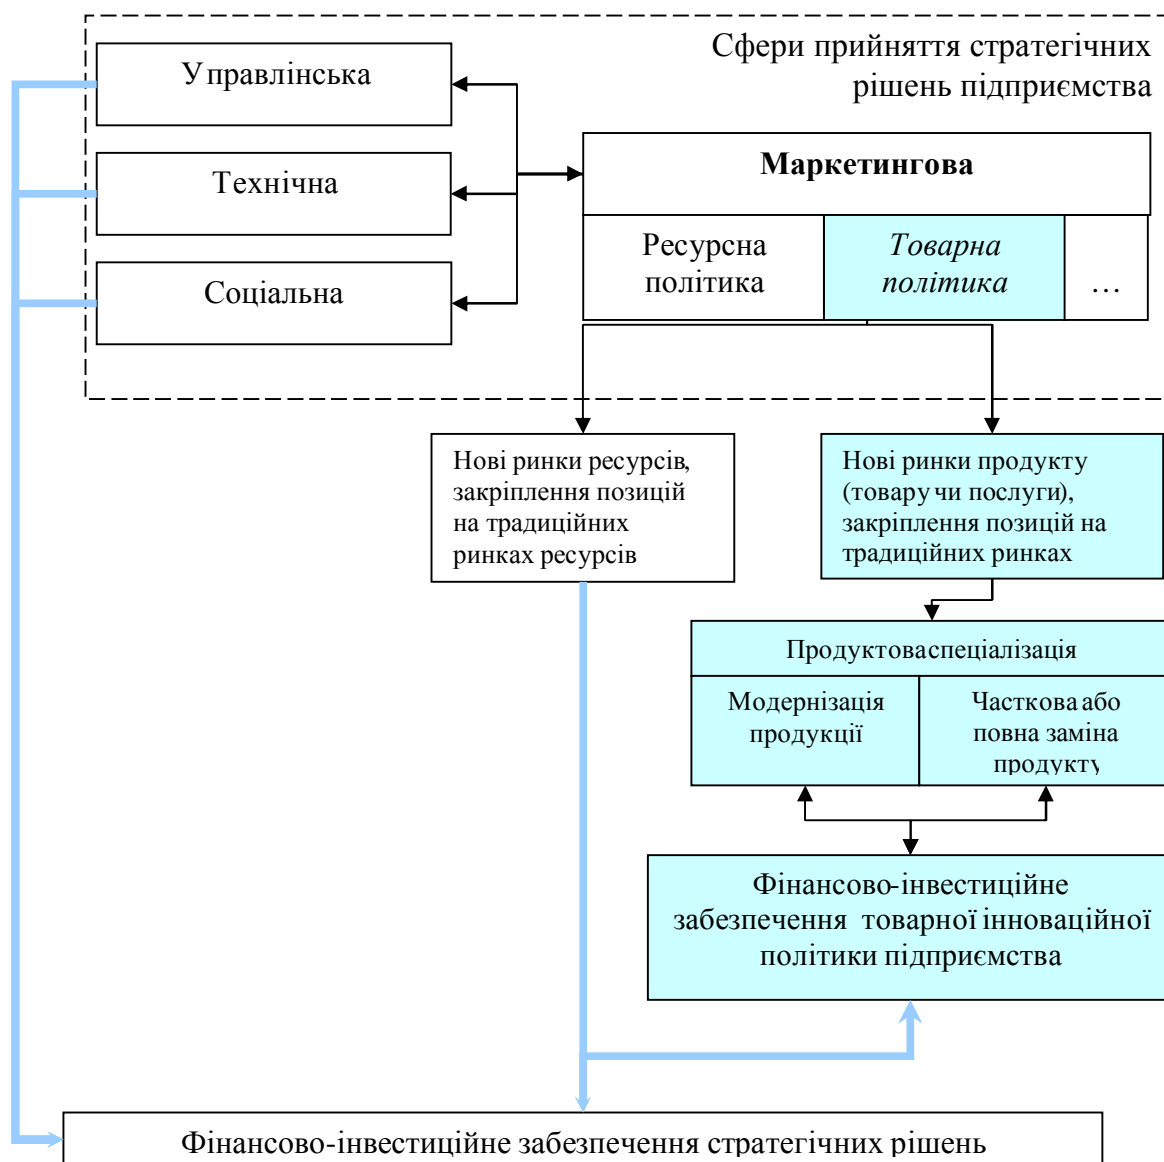 Сфери прийняття стратегічних
рішень підприємства
Управлінська
Технічна
Соціальна
Маркетингова
Ресурсна
політика
Товарна
політика
…
Нові ринки ресурсів,
закріплення позицій
на традиційних
ринках ресурсів
Нові ринки продукту
(товару чи послуги),
закріплення позицій на
традиційних ринках
Продуктова спеціалізація
Модернізація
продукції
Часткова або
повна заміна
продукту
Фінансово-інвестиційне
забезпечення товарної інноваційної
політики підприємства
Фінансово-інвестиційне забезпечення стратегічних рішень